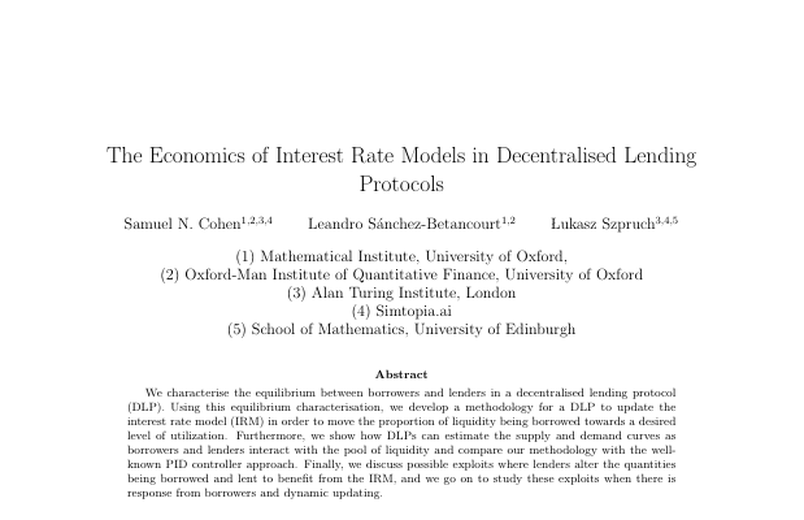 The Economics of Interest Rate Models in Decentralised Lending
Protocols
Samuel N. Cohen1,2,3,4 Leandro Sánchez-Betancourt1,2 Lukasz Szpruch3,4,5
(1) Mathematical Institute, University of Oxford,
(2) Oxford-Man Institute of Quantitative Finance, University of Oxford
(3) Alan Turing Institute, London
(4) Simtopia.ai
(5) School of Mathematics, University of Edinburgh
Abstract
We characterise the equilibrium between borrowers and lenders in a decentralised lending protocol
(DLP). Using this equilibrium characterisation, we develop a methodology for a DLP to update the
interest rate model (IRM) in order to move the proportion of liquidity being borrowed towards a desired
level of utilization. Furthermore, we show how DLPs can estimate the supply and demand curves as
borrowers and lenders interact with the pool of liquidity and compare our methodology with the well-
known PID controller approach. Finally, we discuss possible exploits where lenders alter the quantities
being borrowed and lent to benefit from the IRM, and we go on to study these exploits when there is
response from borrowers and dynamic updating.